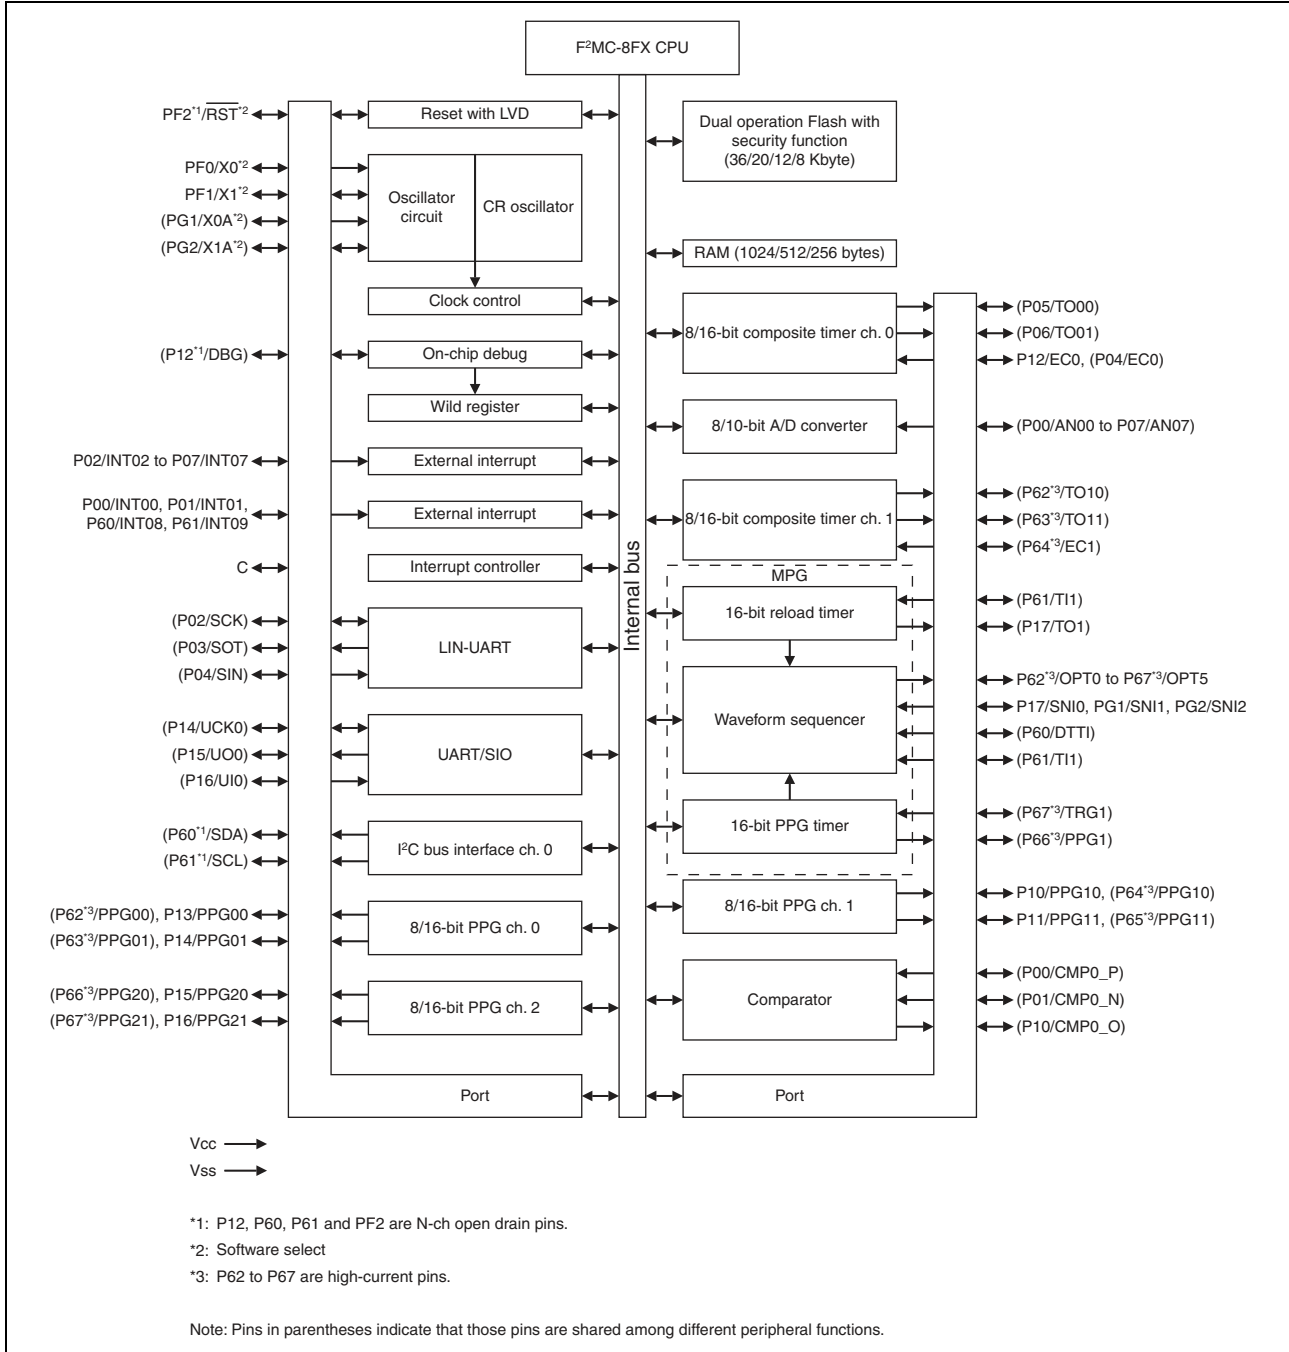 F²MC-8FX CPU
PF2*1/RST*2
Reset with LVD
Dual operation Flash with
security function
(36/20/12/8 Kbyte)
PF0/X0*2
PF1/X1*2
(PG1/X0A*2)
(PG2/X1A*2)
Oscillator
circuit
CR oscillator
RAM (1024/512/256 bytes)
Clock control
8/16-bit composite timer ch. 0
(P05/TO00)
(P06/TO01)
P12/EC0, (P04/EC0)
(P12*1/DBG)
On-chip debug
Wild register
8/10-bit A/D converter
(P00/AN00 to P07/AN07)
P02/INT02 to P07/INT07
External interrupt
P00/INT00, P01/INT01,
P60/INT08, P61/INT09
External interrupt
8/16-bit composite timer ch. 1
(P62*3/TO10)
(P63*3/TO11)
(P64*3/EC1)
C
Interrupt controller
Internal bus
MPG
16-bit reload timer
(P61/TI1)
(P17/TO1)
(P02/SCK)
(P03/SOT)
(P04/SIN)
LIN-UART
Waveform sequencer
P62*3/OPT0 to P67*3/OPT5
P17/SNI0, PG1/SNI1, PG2/SNI2
(P60/DTTI)
(P61/TI1)
(P14/UCK0)
(P15/UO0)
(P16/UI0)
UART/SIO
16-bit PPG timer
(P67*3/TRG1)
(P66*3/PPG1)
(P60*1/SDA)
(P61*1/SCL)
I²C bus interface ch. 0
8/16-bit PPG ch. 1
P10/PPG10, (P64*3/PPG10)
P11/PPG11, (P65*3/PPG11)
(P62*3/PPG00), P13/PPG00
(P63*3/PPG01), P14/PPG01
8/16-bit PPG ch. 0
Comparator
(P00/CMP0_P)
(P01/CMP0_N)
(P10/CMP0_O)
(P66*3/PPG20), P15/PPG20
(P67*3/PPG21), P16/PPG21
8/16-bit PPG ch. 2
Port
Port
Vcc
Vss
*1: P12, P60, P61 and PF2 are N-ch open drain pins.
*2: Software select
*3: P62 to P67 are high-current pins.
Note: Pins in parentheses indicate that those pins are shared among different peripheral functions.